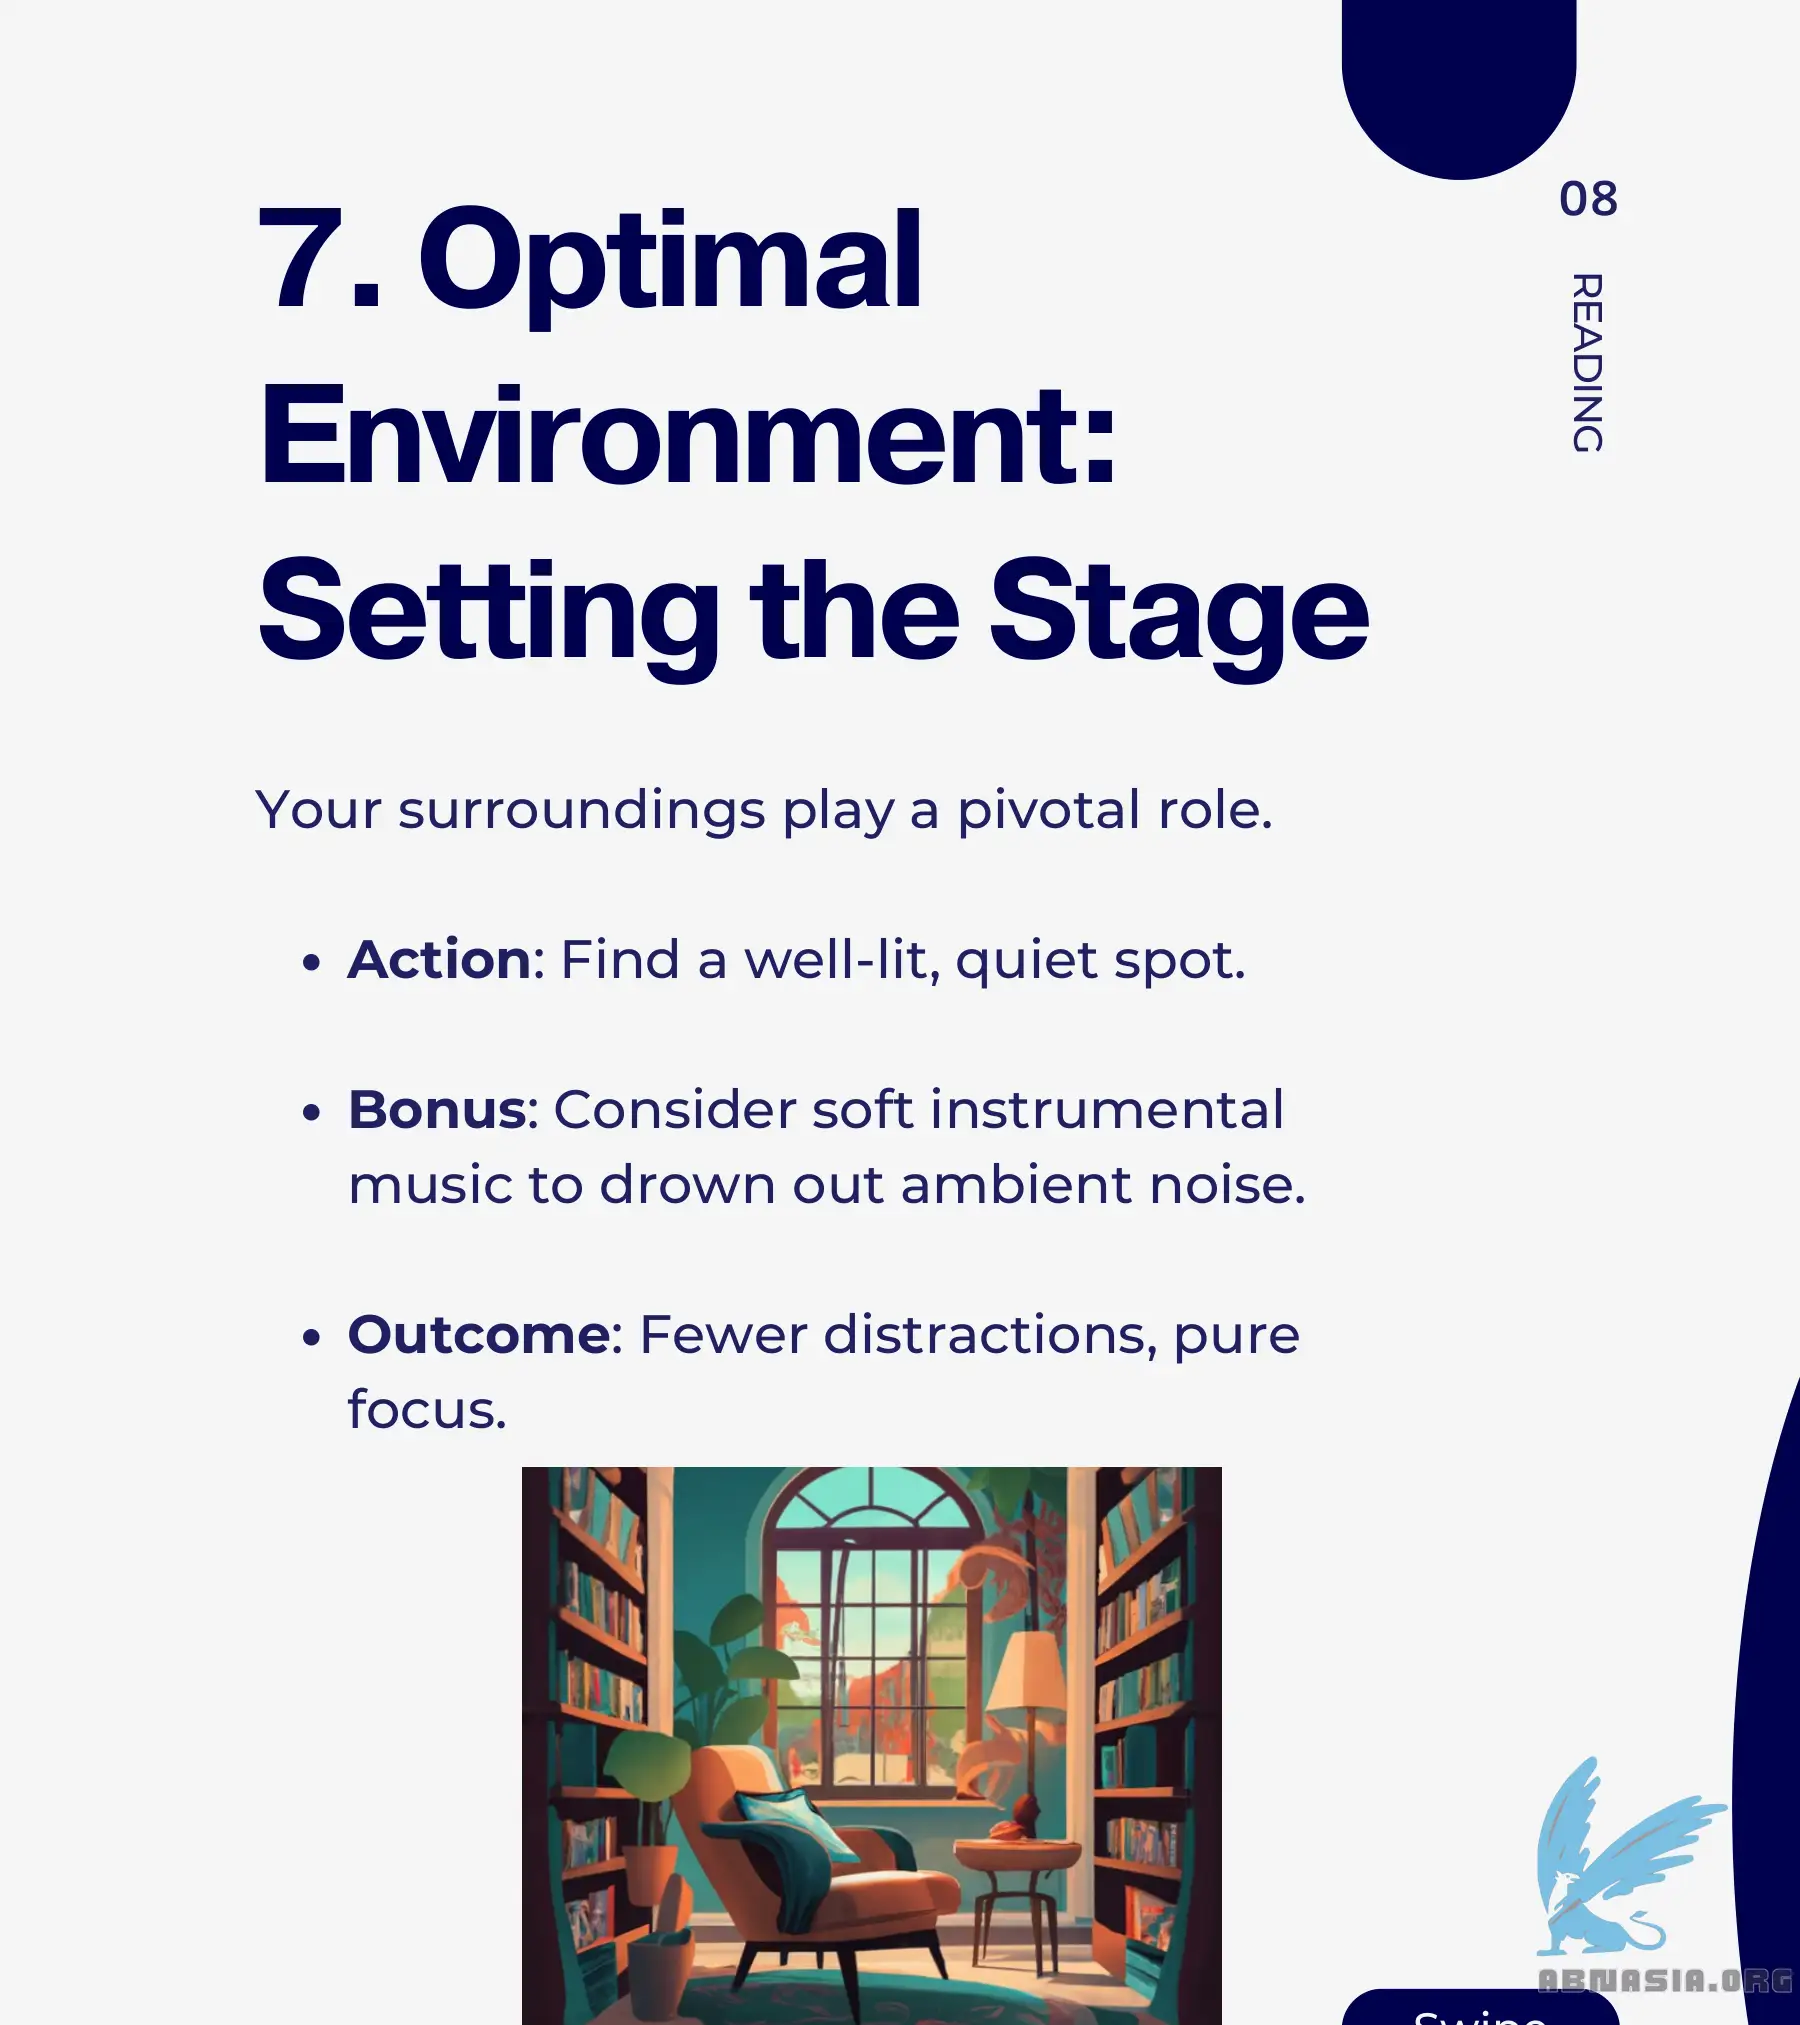 08
READING
7. Optimal
Environment:
Setting the Stage
Your surroundings play a pivotal role.
• Action: Find a well-lit, quiet spot.
• Bonus: Consider soft instrumental
music to drown out ambient noise.
• Outcome: Fewer distractions, pure
focus.
ABNASIA.ORG
Swipe